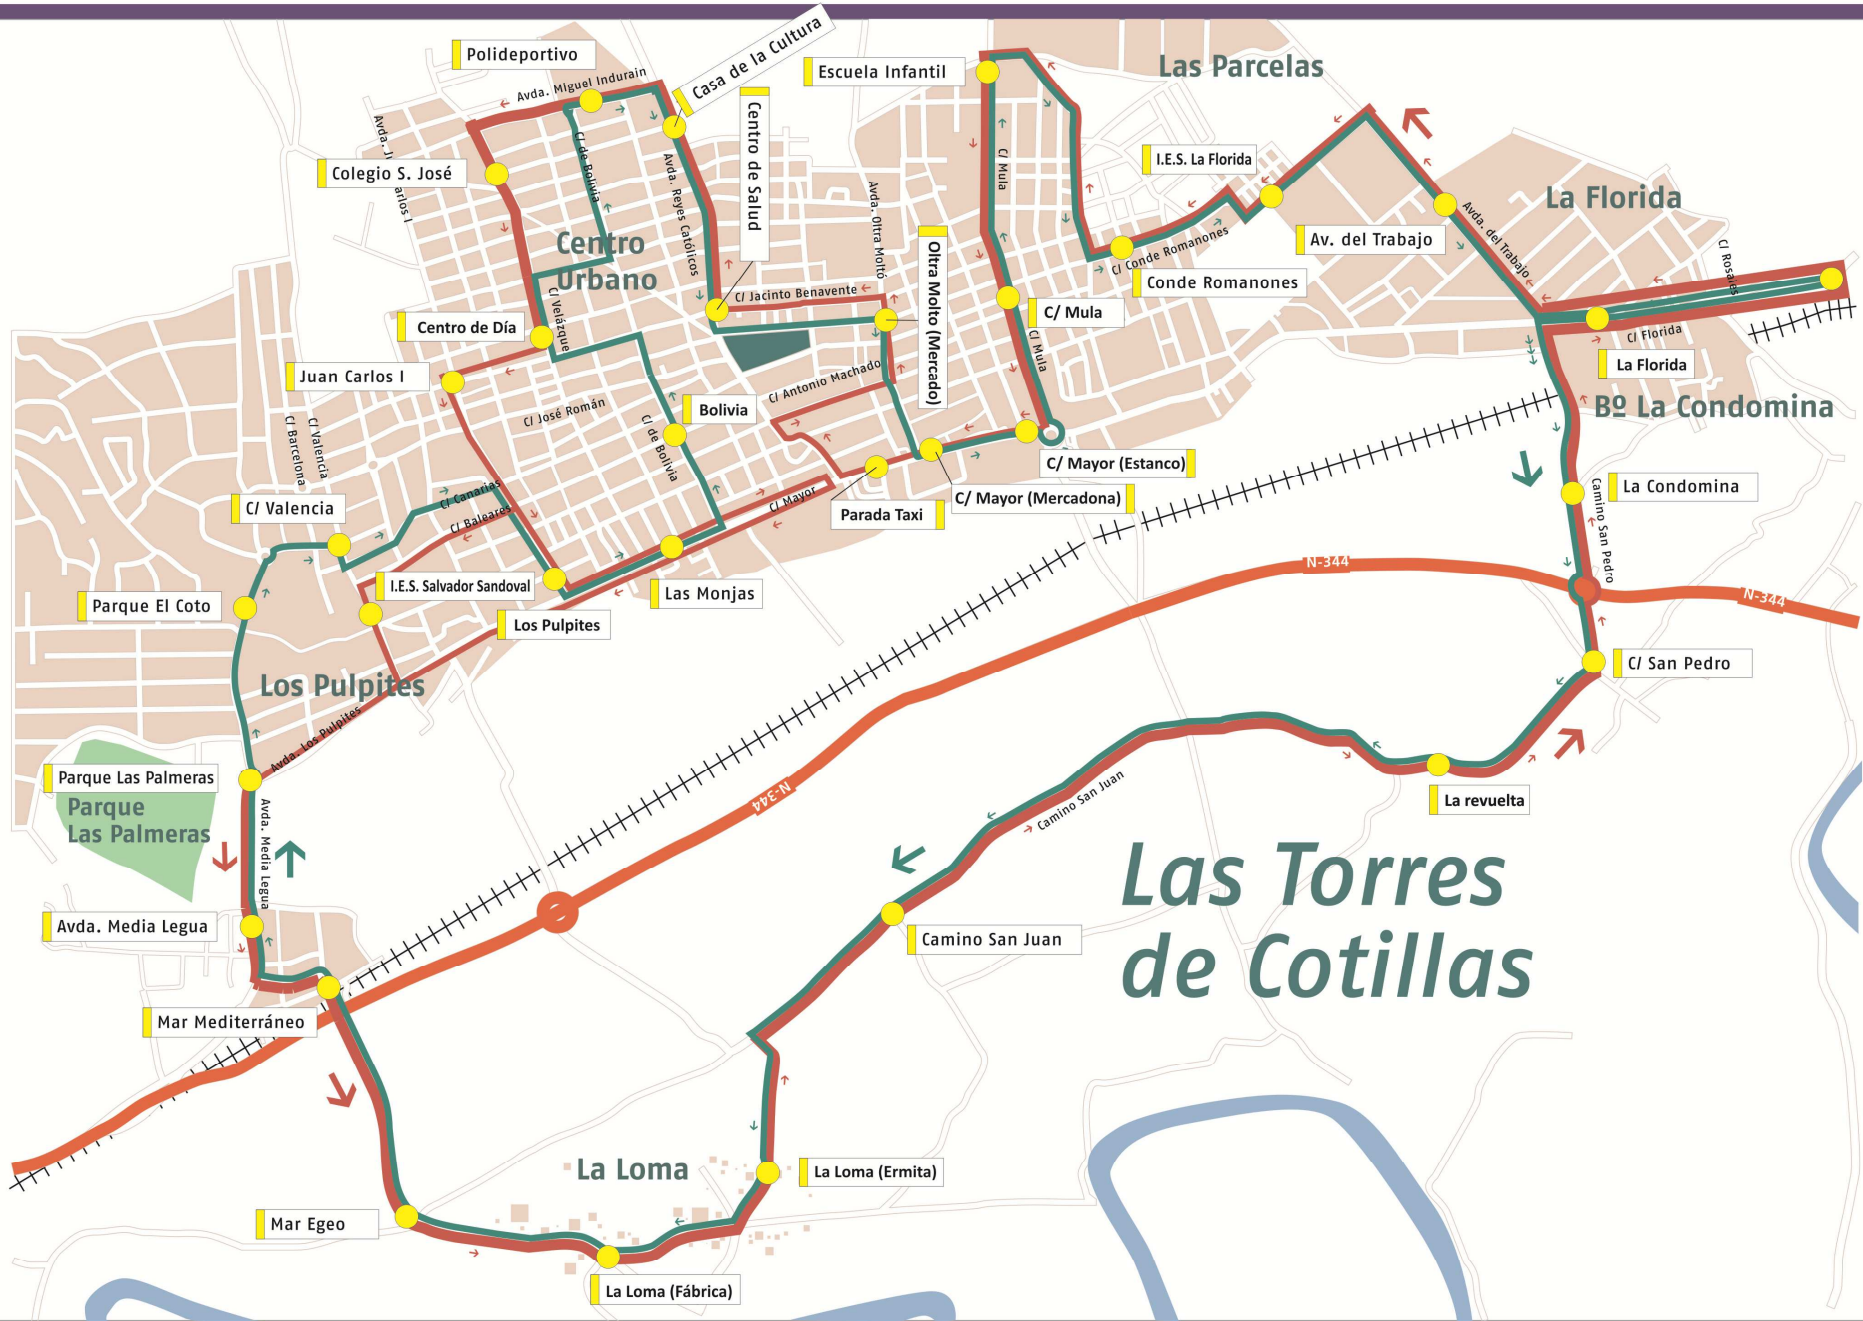 Polideportivo
Avda. MIguel Indurain
Casa de la Cultura
Escuela Infantil
Las Parcelas
Centro de Salud
Colegio S. José
C/ de Bolivia
Avda. Reyes Católicos
Avda. Oltra Moltó
C/ Mula
I.E.S. La Florida
La Florida
Centro
Urbano
Oltra Molto (Mercado)
Av. del Trabajo
Avda. del Trabajo
C/ Rosales
C/ Conde Romanones
Conde Romanones
C/ Jacinto Benavente
C/ Velázque
Centro de Día
C/ Mula
C/ Mula
C/ Florida
La Florida
Juan Carlos I
C/ Antonio Machado
C/ José Román
Bolivia
C/ de Bolivia
Bº La Condomina
C/ Barcelona
C/ Valencia
C/ Mayor (Estanco)
C/ Mayor (Mercadona)
Parada Taxi
C/ Mayor
La Condomina
Camino San Pedro
C/ Valencia
C/ Canarias
C/ Baleares
I.E.S. Salvador Sandoval
Las Monjas
Los Pulpites
N-344
N-344
Parque El Coto
C/ San Pedro
Los Pulpites
Avda. Los Pulpites
Parque Las Palmeras
Parque
Las Palmeras
Avda. Media Legua
N-344
Camino San Juan
La revuelta
Las Torres
de Cotillas
Avda. Media Legua
Camino San Juan
Mar Mediterráneo
La Loma
La Loma (Ermita)
Mar Egeo
La Loma (Fábrica)